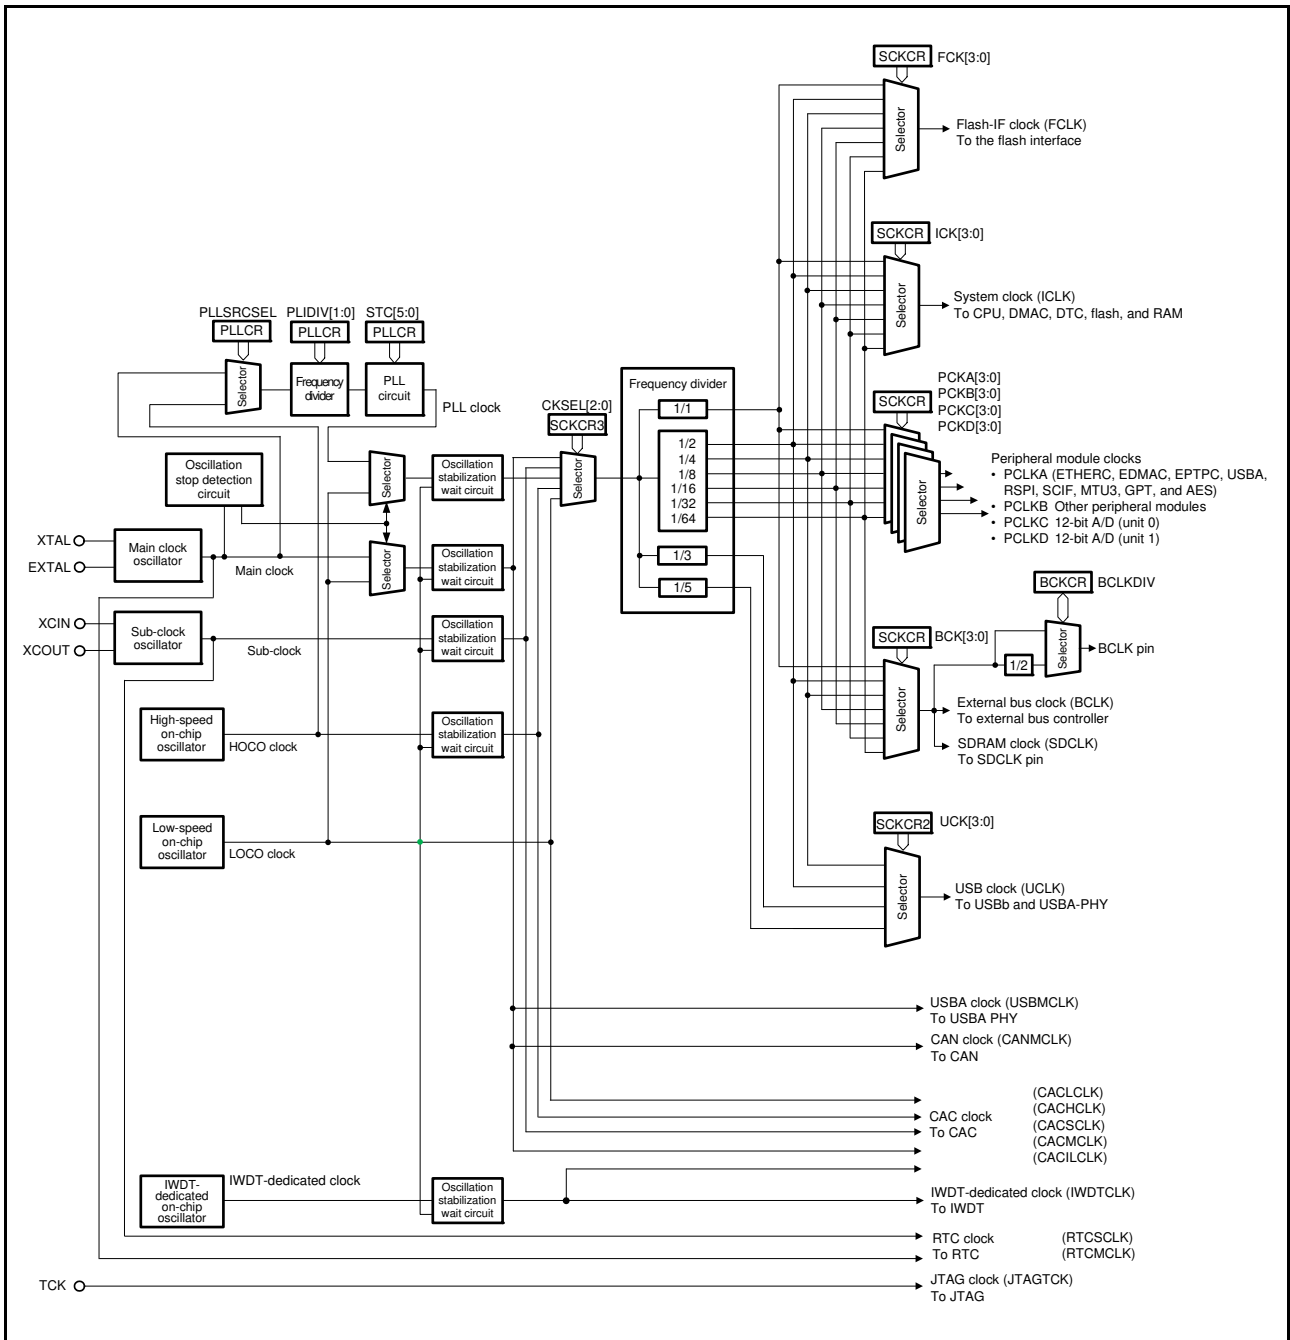 SCKCR FCK[3:0]
Selector
Flash-IF clock (FCLK)
To the flash interface
SCKCR ICK[3:0]
Selector
System clock (ICLK)
To CPU, DMAC, DTC, flash, and RAM
PLLSRCSEL PLIDIV[1:0] STC[5:0]
PLLCR PLLCR PLLCR
Selector
Frequency
divider
PLL
circuit
PLL clock
CKSEL[2:0]
SCKCR3
Selector
Frequency divider
1/1
1/2
1/4
1/8
1/16
1/32
1/64
1/3
1/5
PCKA[3:0]
PCKB[3:0]
PCKC[3:0]
PCKD[3:0]
SCKCR
Selector
Peripheral module clocks
• PCLKA (ETHERC, EDMAC, EPTPC, USBA,
RSPI, SCIF, MTU3, GPT, and AES)
• PCLKB Other peripheral modules
• PCLKC 12-bit A/D (unit 0)
• PCLKD 12-bit A/D (unit 1)
Oscillation
stop detection
circuit
Selector
Oscillation
stabilization
wait circuit
XTAL
EXTAL
Main clock
oscillator
Main clock
Selector
Oscillation
stabilization
wait circuit
XCIN
XCOUT
Sub-clock
oscillator
Sub-clock
Oscillation
stabilization
wait circuit
BCKCR BCLKDIV
Selector
1/2
BCLK pin
SCKCR BCK[3:0]
Selector
External bus clock (BCLK)
To external bus controller
SDRAM clock (SDCLK)
To SDCLK pin
High-speed
on-chip
oscillator
HOCO clock
Oscillation
stabilization
wait circuit
Low-speed
on-chip
oscillator
LOCO clock
SCKCR2 UCK[3:0]
Selector
USB clock (UCLK)
To USBb and USBA-PHY
USBA clock (USBMCLK)
To USBA PHY
CAN clock (CANMCLK)
To CAN
CAC clock
To CAC
(CACLCLK)
(CACHCLK)
(CACSCLK)
(CACMCLK)
(CACILCLK)
IWDT-
dedicated
on-chip
oscillator
IWDT-dedicated clock
Oscillation
stabilization
wait circuit
IWDT-dedicated clock (IWDTCLK)
To IWDT
RTC clock (RTCSCLK)
To RTC (RTCMCLK)
TCK
JTAG clock (JTAGTCK)
To JTAG